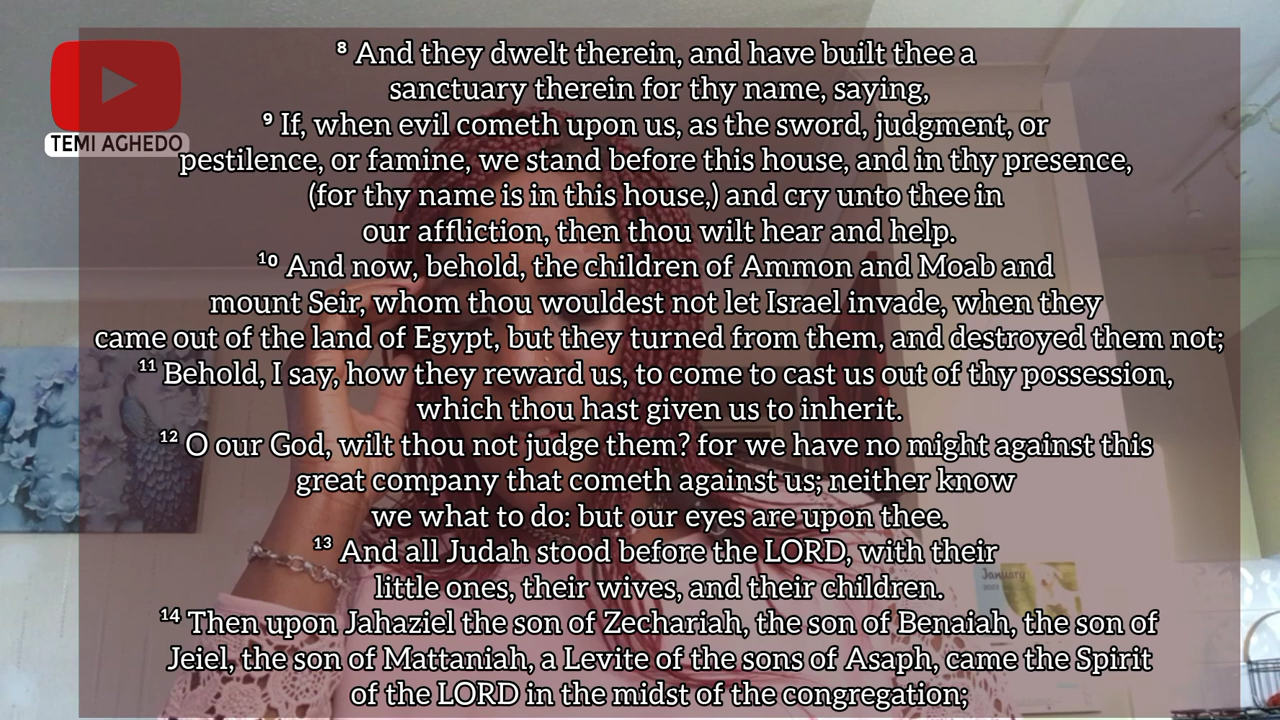 ⁸ And they dwelt therein, and have built thee a
sanctuary therein for thy name, saying,
⁹ If, when evil cometh upon us, as the sword, judgment, or
pestilence, or famine, we stand before this house, and in thy presence,
(for thy name is in this house,) and cry unto thee in
our affliction, then thou wilt hear and help.
¹⁰ And now, behold, the children of Ammon and Moab and
mount Seir, whom thou wouldest not let Israel invade, when they
came out of the land of Egypt, but they turned from them, and destroyed them not;
¹¹ Behold, I say, how they reward us, to come to cast us out of thy possession,
which thou hast given us to inherit.
¹² O our God, wilt thou not judge them? for we have no might against this
great company that cometh against us; neither know
we what to do: but our eyes are upon thee.
¹³ And all Judah stood before the LORD, with their
little ones, their wives, and their children.
¹⁴ Then upon Jahaziel the son of Zechariah, the son of Benaiah, the son of
Jeiel, the son of Mattaniah, a Levite of the sons of Asaph, came the Spirit
of the LORD in the midst of the congregation;
TEMI AGHEDO
January